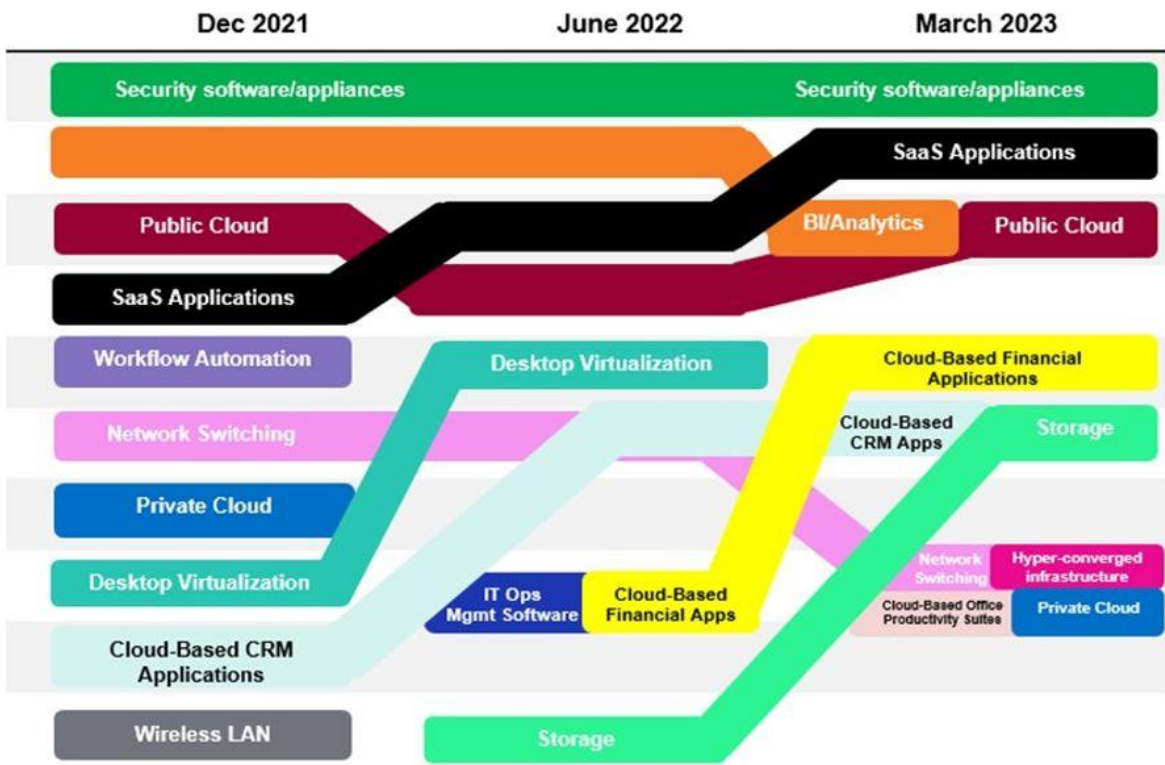 Dec 2021 June 2022 March 2023
Security software/appliances Security software/appliances
SaaS Applications
Public Cloud BI/Analytics Public Cloud
SaaS Applications
Workflow Automation Desktop Virtualization Cloud-Based Financial
Applications
Network Switching Cloud-Based
CRM Apps Storage
Private Cloud
Network
Switching Hyper-converged
infrastructure
Desktop Virtualization IT Ops
Mgmt Software Cloud-Based
Financial Apps Cloud-Based Office
Productivity Suites Private Cloud
Cloud-Based CRM
Applications
Wireless LAN Storage